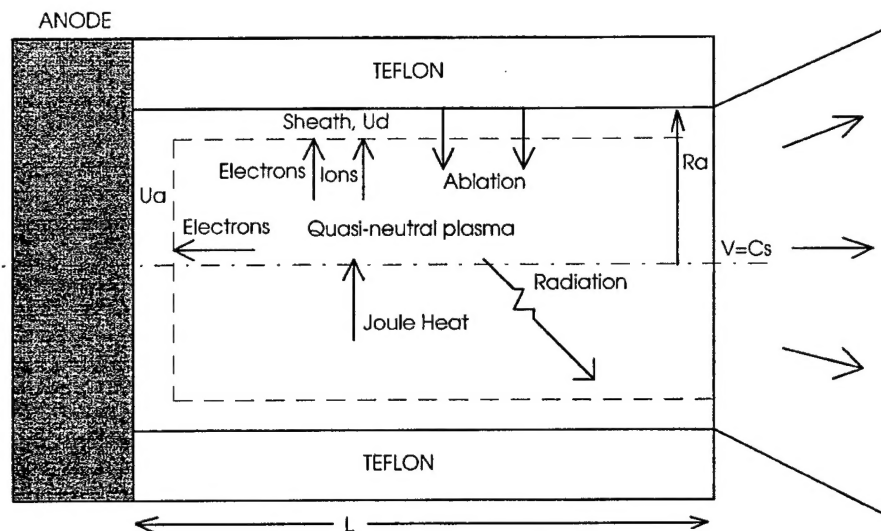 ANODE
TEFLON
Sheath, Ud
Electrons
Ions
Ablation
Ra
Ua
Electrons
Quasi-neutral plasma
V=Cs
Radiation
Joule Heat
TEFLON
L